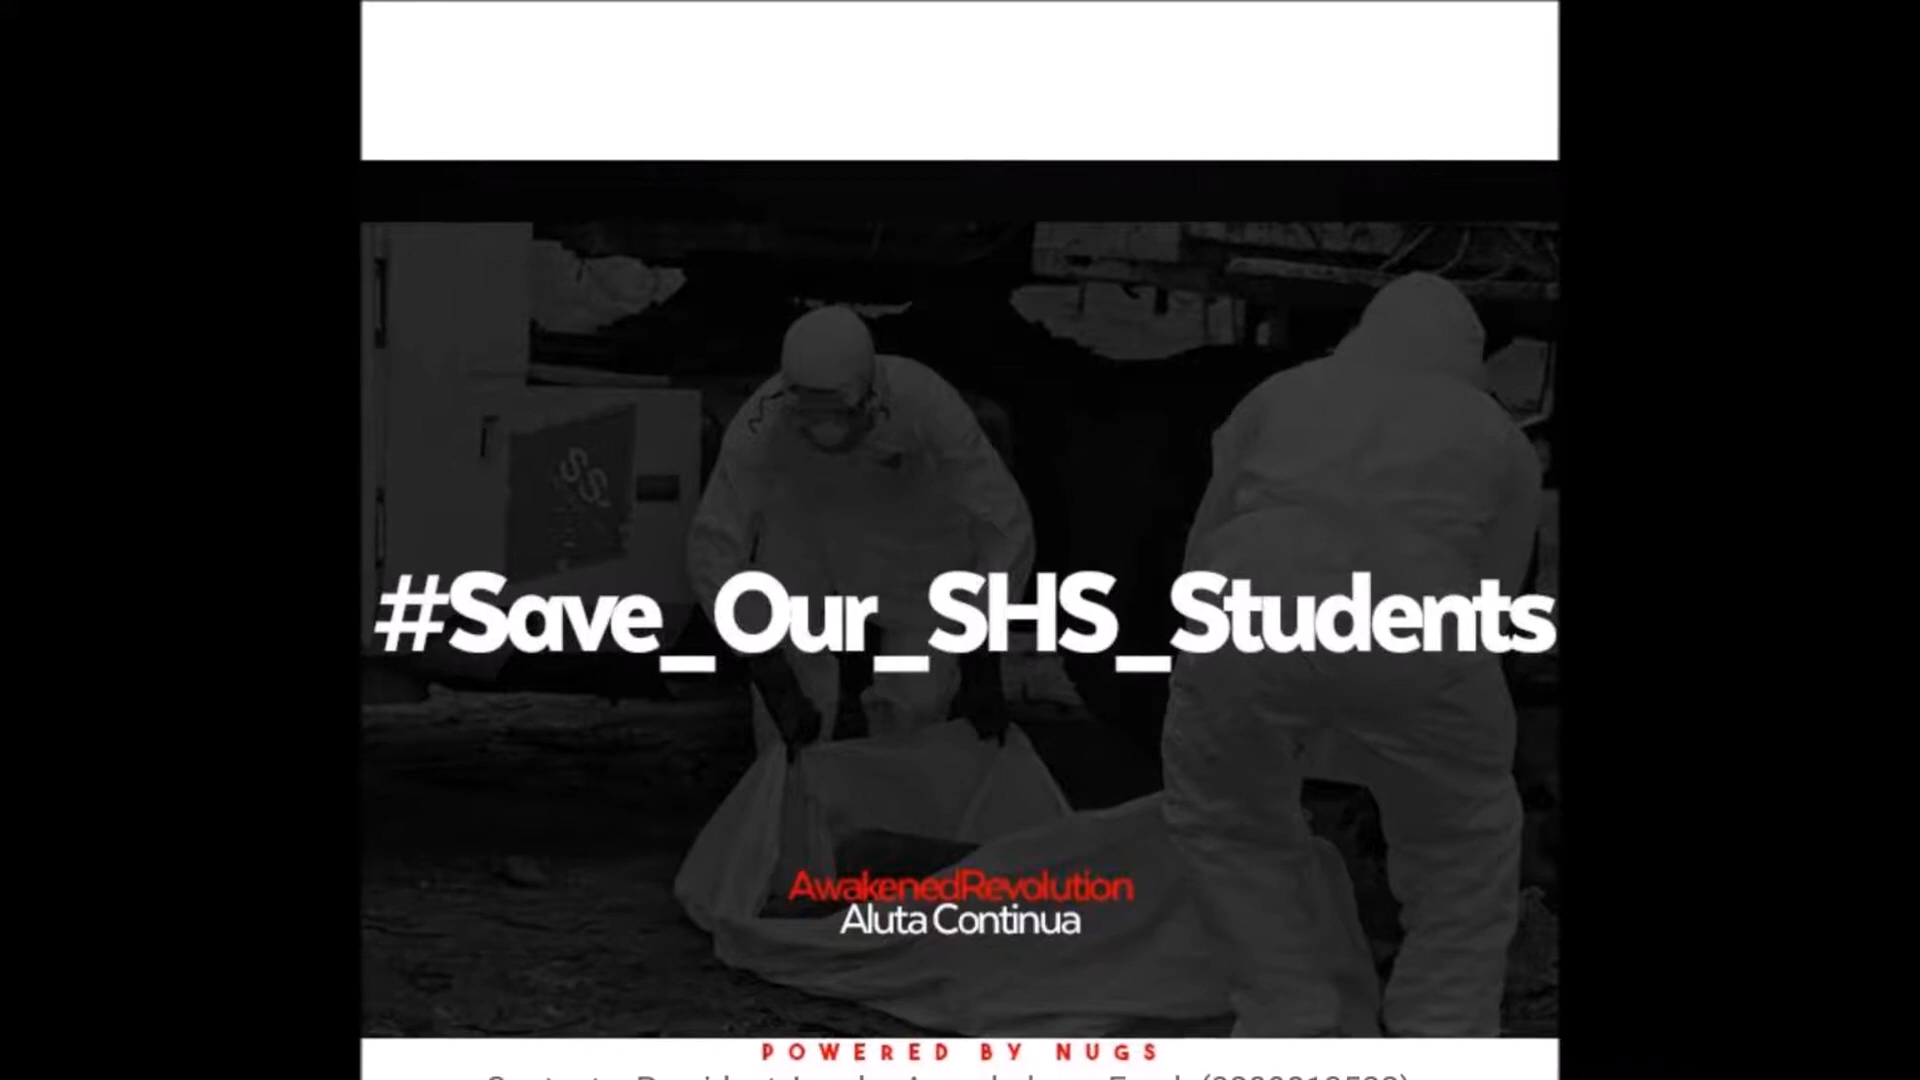 #Save_Our_SHS_Students
AwakenedRevolution
Aluta Continua
POWERED BY NUGS